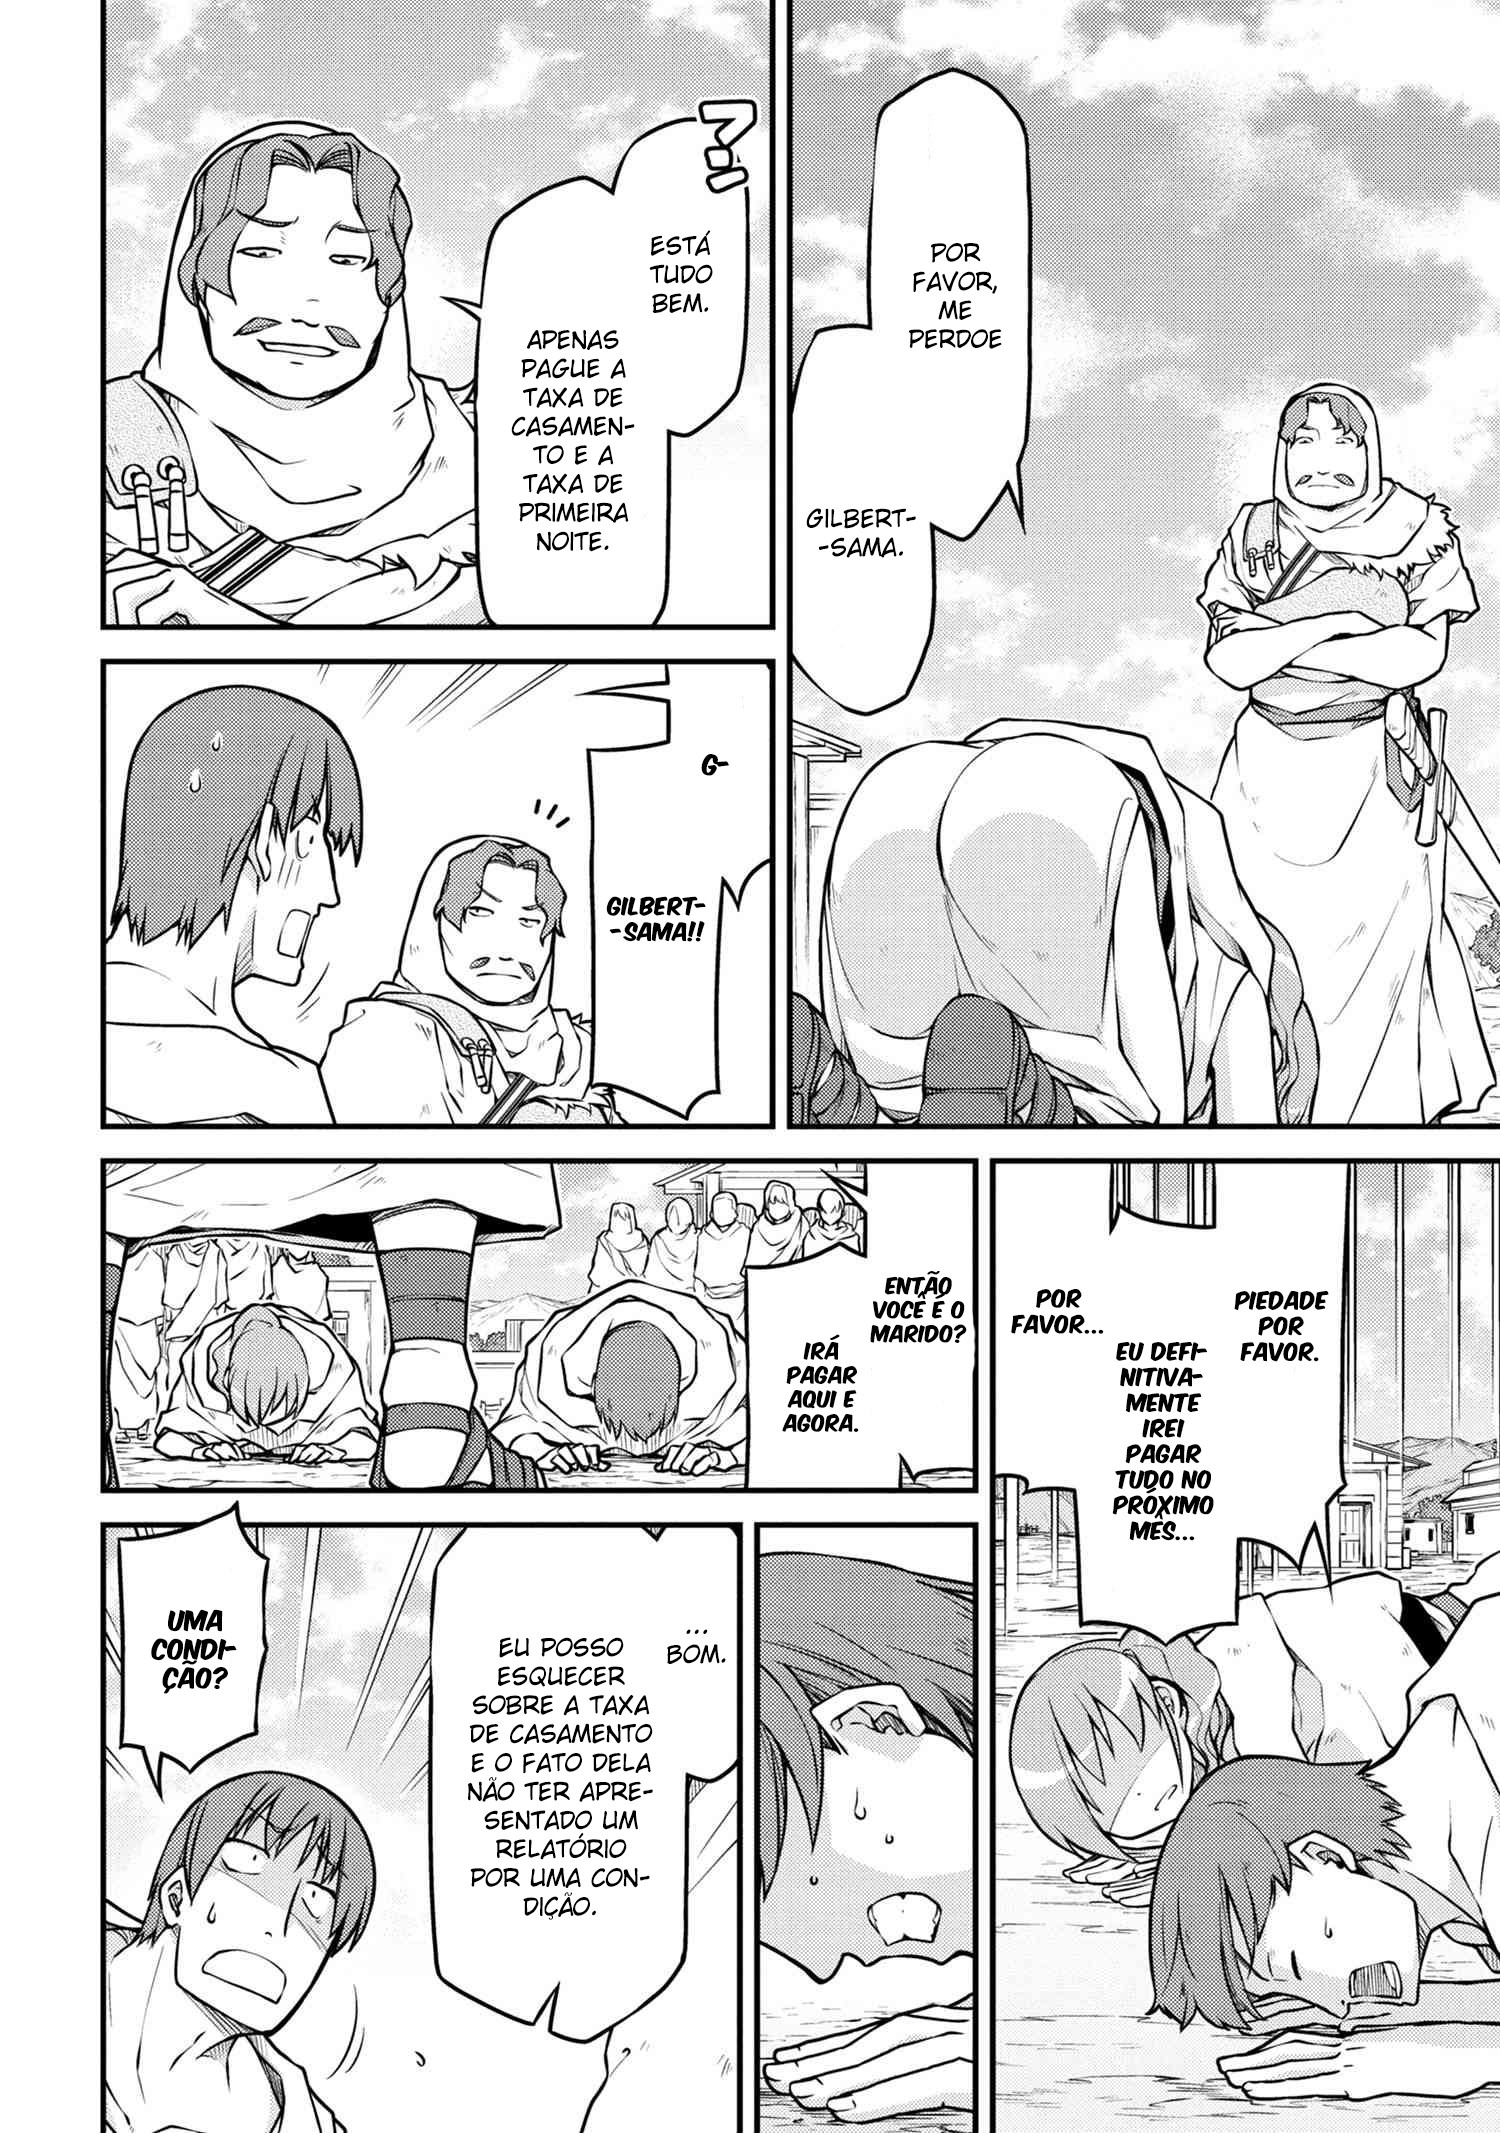 POR
FAVOR,
ME
PERDOE
GILBERT-
-SAMA.
?
ESTÁ
TUDO
BEM.
APENAS
PAGUE A
TAXA DE
CASAMEN-
TO E A
TAXA DE
PRIMEIRA
NOITE.
G-
GILBERT-
-SAMA!!
PIEDADE
POR
FAVOR.
EU DEFI-
NITIVA-
MENTE
IREI
PAGAR
TUDO NO
PRÓXIMO
MÊS...
POR
FAVOR...
ENTÃO
VOCÊ É O
MARIDO?
IRÁ
PAGAR
AQUI E
AGORA.
...
BOM.
EU POSSO
ESQUECER
SOBRE A TAXA
DE CASAMENTO
E O FATO DELA
NÃO TER APRE-
SENTADO UM
RELATÓRIO
POR UMA CON-
DIÇÃO.
UMA
CONDI-
ÇÃO?